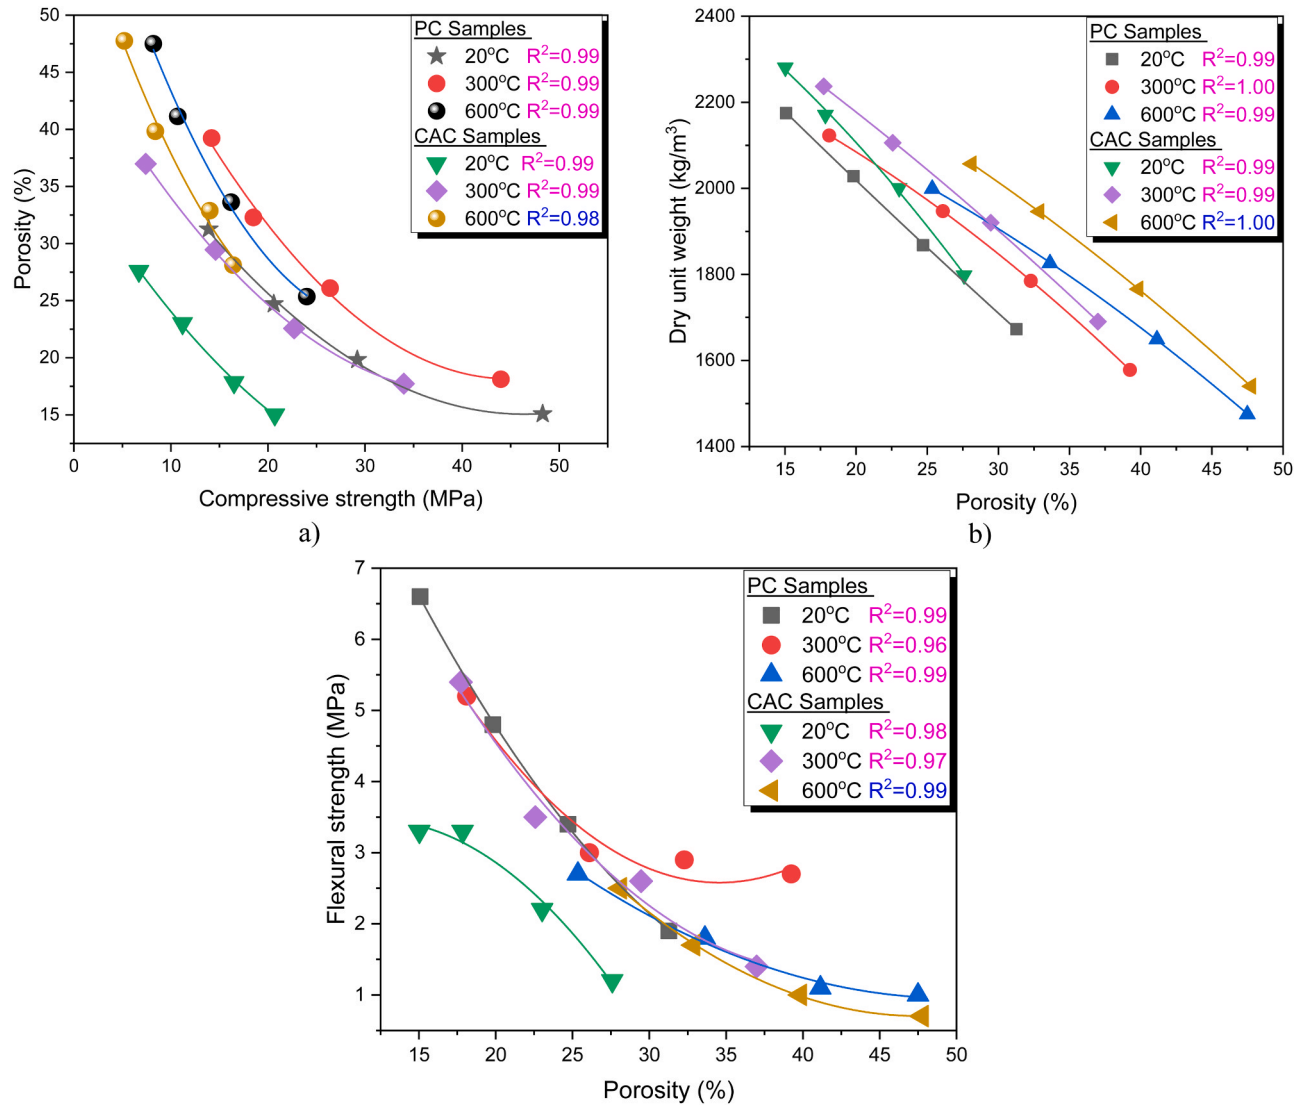 50
45
40
35
30
25
20
15
Porosity (%)
PC Samples
20°C R²=0.99
300°C R²=0.99
600°C R²=0.99
CAC Samples
20°C R²=0.99
300°C R²=0.99
600°C R²=0.98
0 10 20 30 40 50
Compressive strength (MPa)
a)
2400
2200
2000
1800
1600
1400
Dry unit weight (kg/m³)
PC Samples
20°C R²=0.99
300°C R²=1.00
600°C R²=0.99
CAC Samples
20°C R²=0.99
300°C R²=0.99
600°C R²=1.00
15 20 25 30 35 40 45 50
Porosity (%)
b)
7
6
5
4
3
2
1
Flexural strength (MPa)
PC Samples
20°C R²=0.99
300°C R²=0.96
600°C R²=0.99
CAC Samples
20°C R²=0.98
300°C R²=0.97
600°C R²=0.99
15 20 25 30 35 40 45 50
Porosity (%)